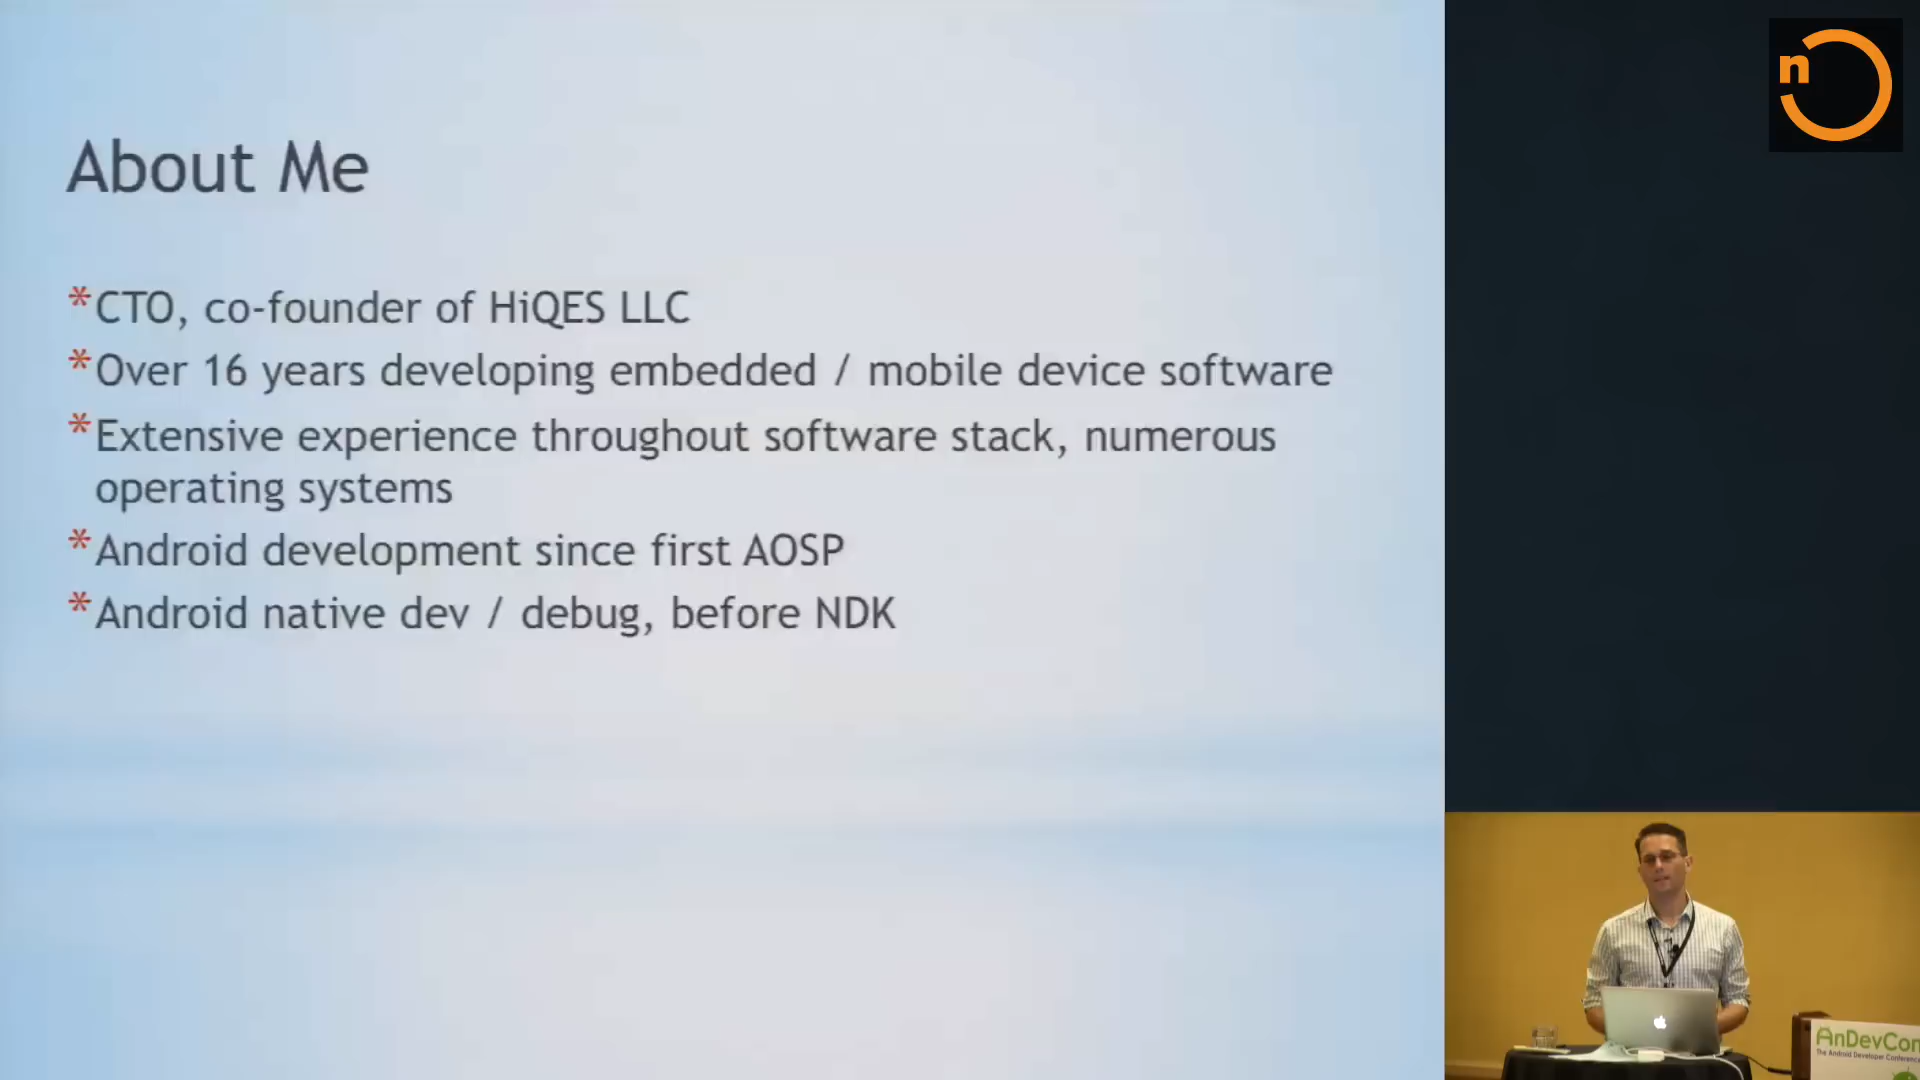 n
About Me
*CTO, co-founder of HiQES LLC
*Over 16 years developing embedded / mobile device software
*Extensive experience throughout software stack, numerous
operating systems
*Android development since first AOSP
*Android native dev / debug, before NDK
AnDevCon
The Android Developer Conference